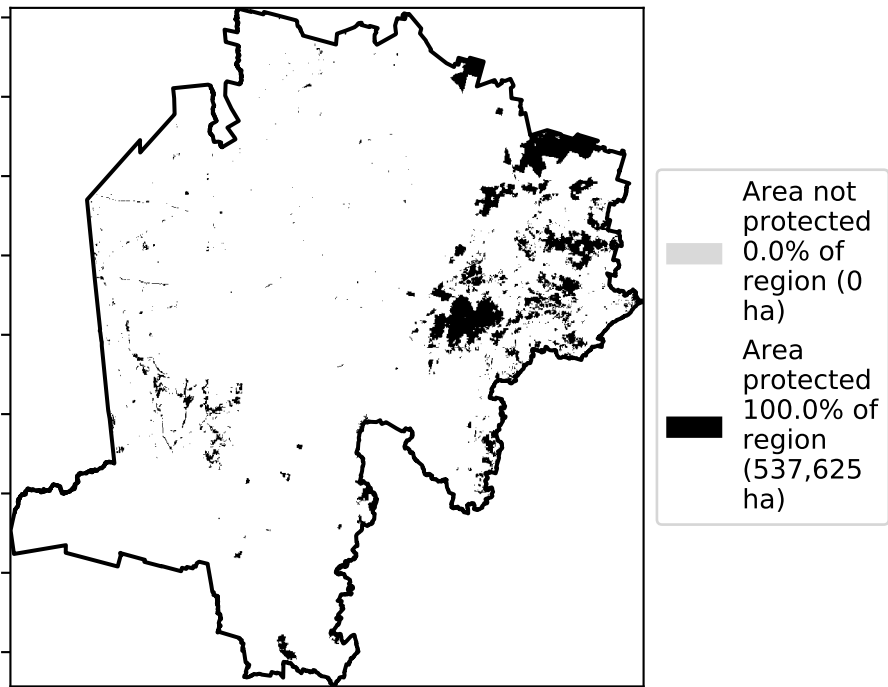 Area not
protected
0.0% of
region (0
ha)
Area
protected
100.0% of
region
(537,625
ha)